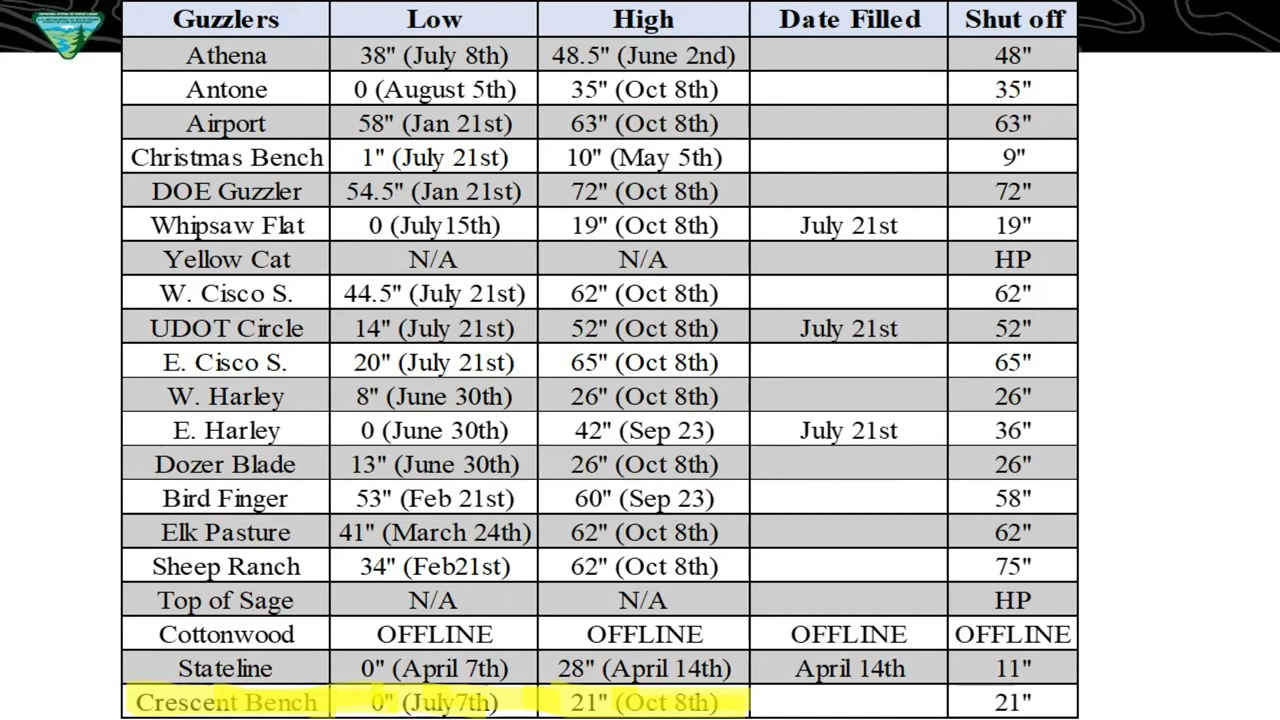 Guzzlers Low High Date Filled Shut off
Athena 38" (July 8th) 48.5" (June 2nd) 48"
Antone 0 (August 5th) 35" (Oct 8th) 35"
Airport 58" (Jan 21st) 63" (Oct 8th) 63"
Christmas Bench 1" (July 21st) 10" (May 5th) 9"
DOE Guzzler 54.5" (Jan 21st) 72" (Oct 8th) 72"
Whipsaw Flat 0 (July15th) 19" (Oct 8th) July 21st 19"
Yellow Cat N/A N/A HP
W. Cisco S. 44.5" (July 21st) 62" (Oct 8th) 62"
UDOT Circle 14" (July 21st) 52" (Oct 8th) July 21st 52"
E. Cisco S. 20" (July 21st) 65" (Oct 8th) 65"
W. Harley 8" (June 30th) 26" (Oct 8th) 26"
E. Harley 0 (June 30th) 42" (Sep 23) July 21st 36"
Dozer Blade 13" (June 30th) 26" (Oct 8th) 26"
Bird Finger 53" (Feb 21st) 60" (Sep 23) 58"
Elk Pasture 41" (March 24th) 62" (Oct 8th) 62"
Sheep Ranch 34" (Feb21st) 62" (Oct 8th) 75"
Top of Sage N/A N/A HP
Cottonwood OFFLINE OFFLINE OFFLINE OFFLINE
Stateline 0" (April 7th) 28" (April 14th) April 14th 11"
Crescent Bench 0" (July7th) 21" (Oct 8th) 21"